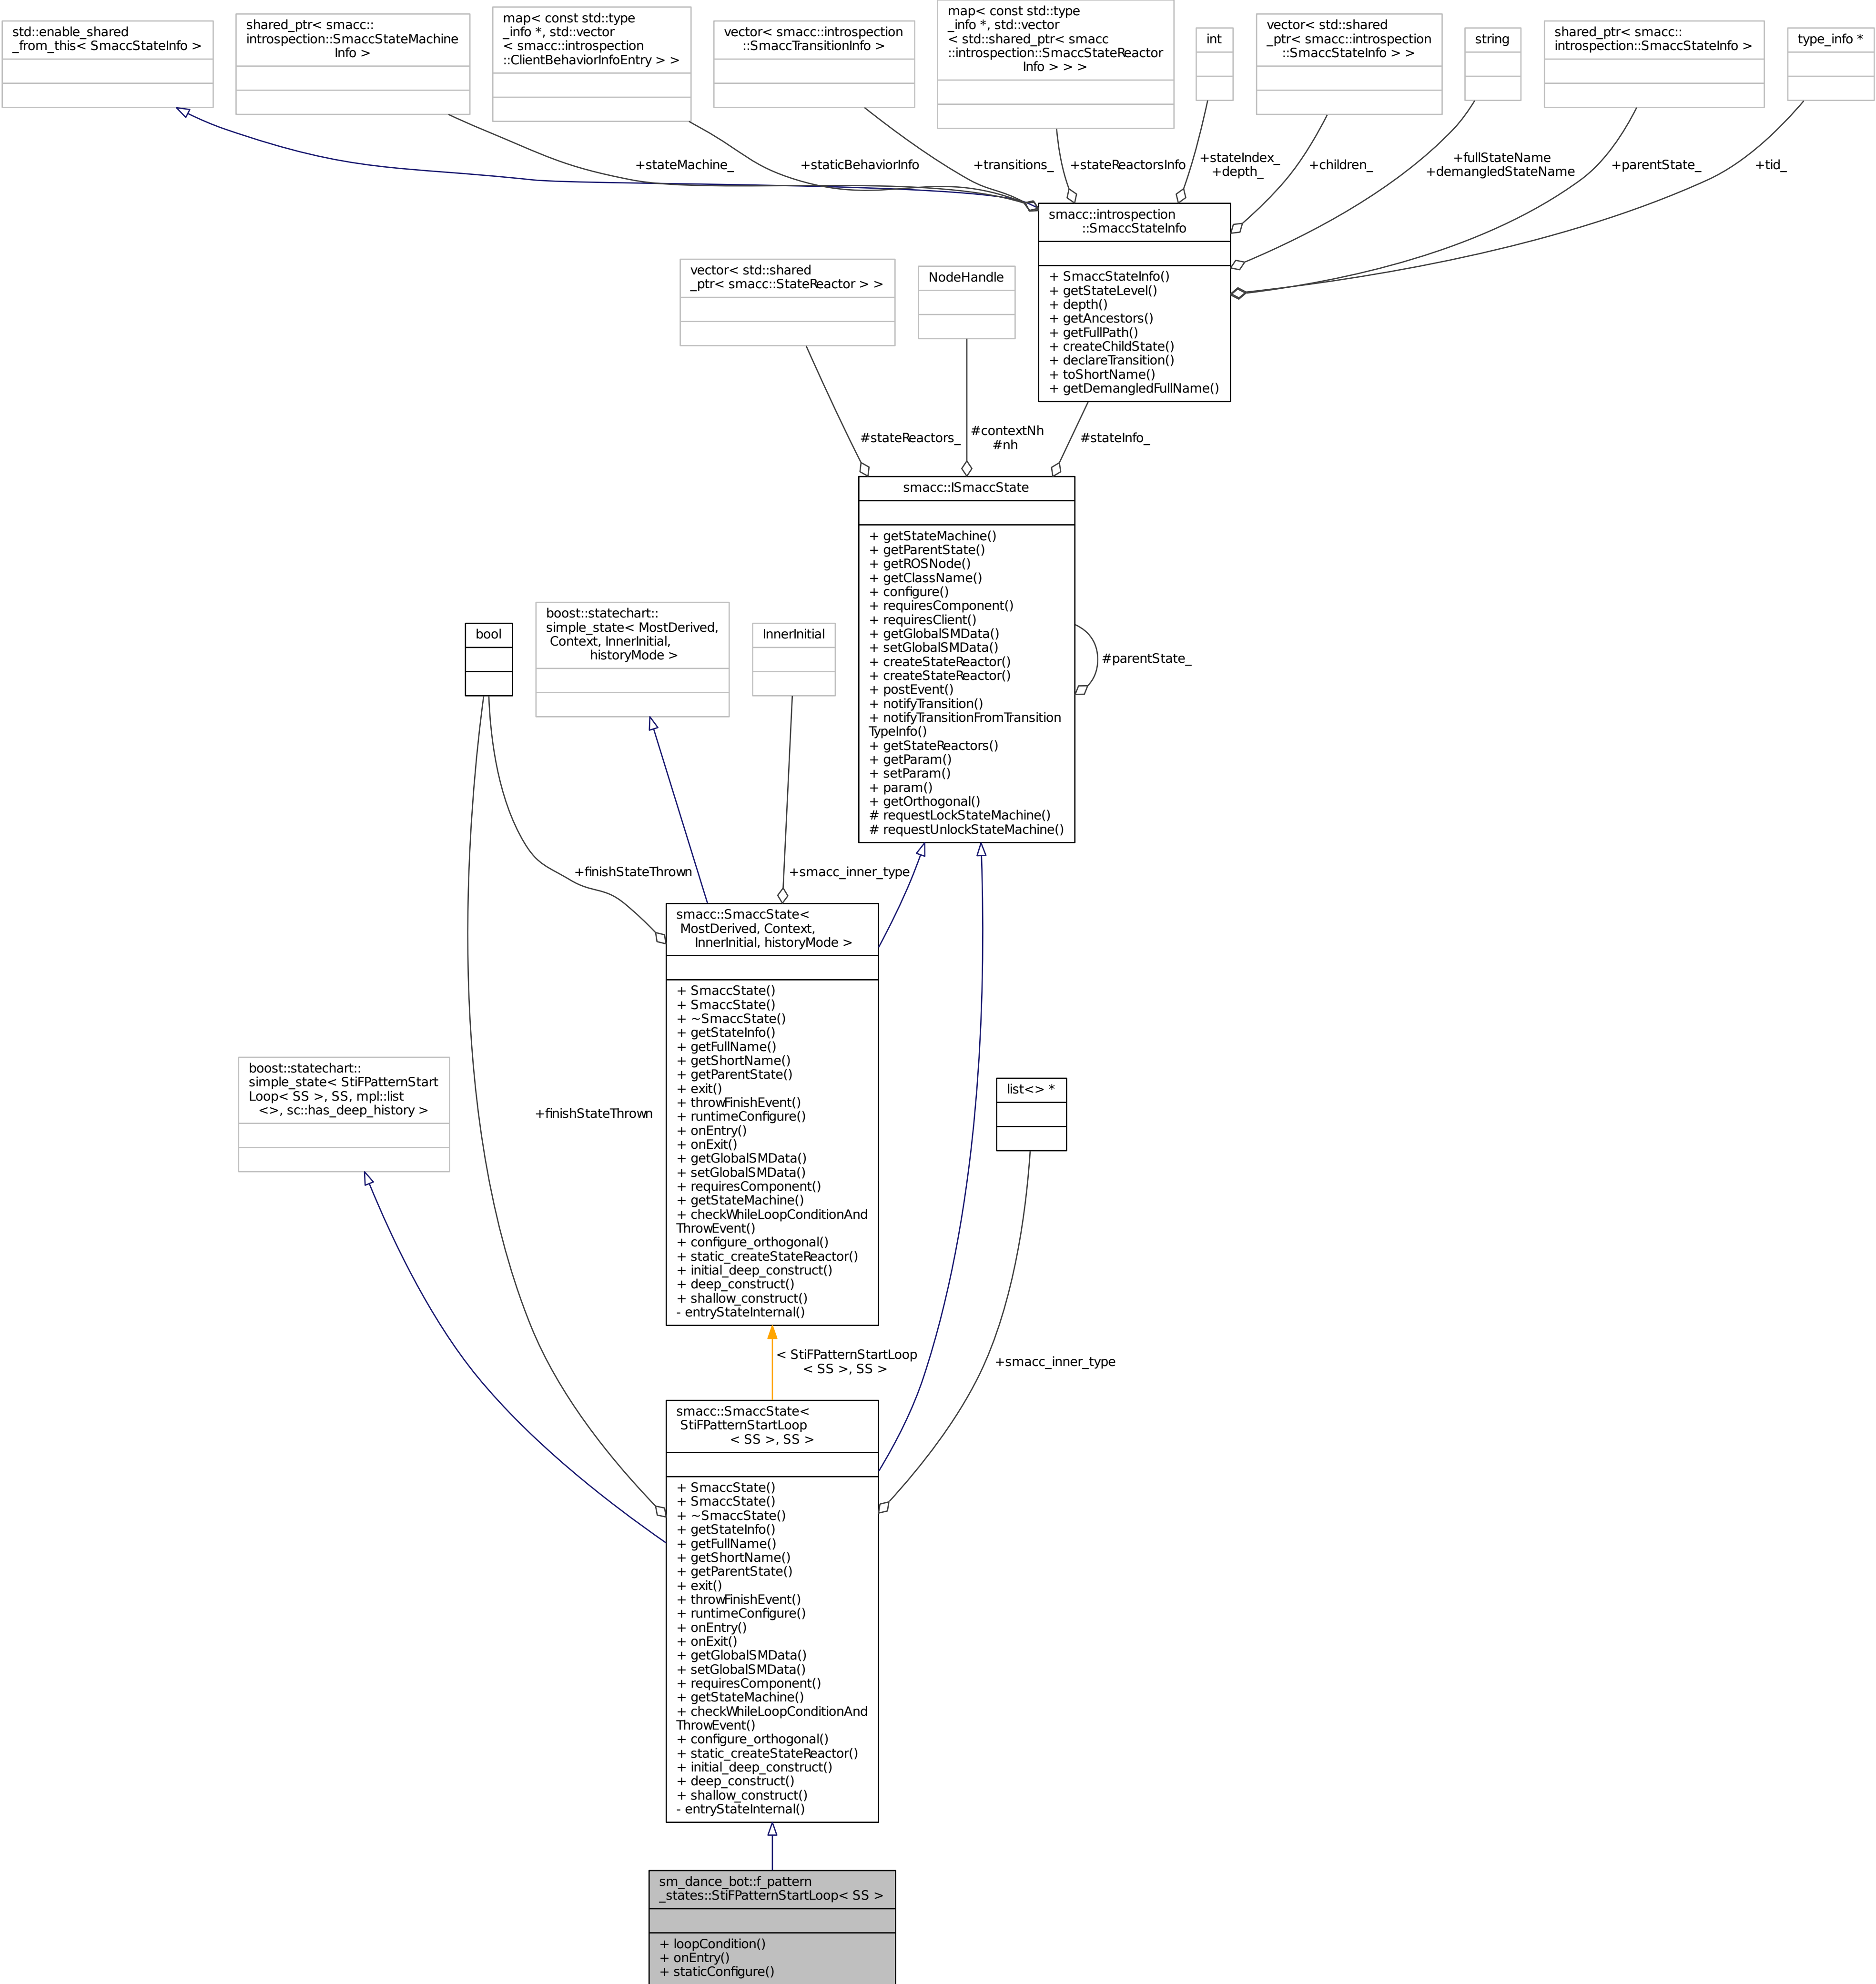 std::enable_shared
_from_this< SmaccStateInfo >
shared_ptr< smacc::
introspection::SmaccStateMachine
Info >
map< const std::type
_info *, std::vector
< smacc::introspection
::ClientBehaviorInfoEntry > >
vector< smacc::introspection
::SmaccTransitionInfo >
map< const std::type
_info *, std::vector
< std::shared_ptr< smacc
::introspection::SmaccStateReactor
Info > > >
int
vector< std::shared
_ptr< smacc::introspection
::SmaccStateInfo > >
string
shared_ptr< smacc::
introspection::SmaccStateInfo >
type_info *
+stateMachine_
+staticBehaviorInfo
+transitions_
+stateReactorsInfo
+stateIndex_
+depth_
+children_
+fullStateName
+demangledStateName
+parentState_
+tid_
smacc::introspection
::SmaccStateInfo
+ SmaccStateInfo()
+ getStateLevel()
+ depth()
+ getAncestors()
+ getFullPath()
+ createChildState()
+ declareTransition()
+ toShortName()
+ getDemangledFullName()
vector< std::shared
_ptr< smacc::StateReactor > >
NodeHandle
#stateReactors_
#contextNh
#nh
#stateInfo_
smacc::ISmaccState
+ getStateMachine()
+ getParentState()
+ getROSNode()
+ getClassName()
+ configure()
+ requiresComponent()
+ requiresClient()
+ getGlobalSMData()
+ setGlobalSMData()
+ createStateReactor()
+ createStateReactor()
+ postEvent()
+ notifyTransition()
+ notifyTransitionFromTransition
TypeInfo()
+ getStateReactors()
+ getParam()
+ setParam()
+ param()
+ getOrthogonal()
# requestLockStateMachine()
# requestUnlockStateMachine()
#parentState_
bool
boost::statechart::
simple_state< MostDerived,
Context, InnerInitial,
historyMode >
InnerInitial
+finishStateThrown
+smacc_inner_type
smacc::SmaccState<
MostDerived, Context,
InnerInitial, historyMode >
+ SmaccState()
+ SmaccState()
+ ~SmaccState()
+ getStateInfo()
+ getFullName()
+ getShortName()
+ getParentState()
+ exit()
+ throwFinishEvent()
+ runtimeConfigure()
+ onEntry()
+ onExit()
+ getGlobalSMData()
+ setGlobalSMData()
+ requiresComponent()
+ getStateMachine()
+ checkWhileLoopConditionAnd
ThrowEvent()
+ configure_orthogonal()
+ static_createStateReactor()
+ initial_deep_construct()
+ deep_construct()
+ shallow_construct()
- entryStateInternal()
boost::statechart::
simple_state< StiFPatternStart
Loop< SS >, SS, mpl::list
<>, sc::has_deep_history >
+finishStateThrown
list<> *
< StiFPatternStartLoop
< SS >, SS >
+smacc_inner_type
smacc::SmaccState<
StiFPatternStartLoop
< SS >, SS >
+ SmaccState()
+ SmaccState()
+ ~SmaccState()
+ getStateInfo()
+ getFullName()
+ getShortName()
+ getParentState()
+ exit()
+ throwFinishEvent()
+ runtimeConfigure()
+ onEntry()
+ onExit()
+ getGlobalSMData()
+ setGlobalSMData()
+ requiresComponent()
+ getStateMachine()
+ checkWhileLoopConditionAnd
ThrowEvent()
+ configure_orthogonal()
+ static_createStateReactor()
+ initial_deep_construct()
+ deep_construct()
+ shallow_construct()
- entryStateInternal()
sm_dance_bot::f_pattern
_states::StiFPatternStartLoop< SS >
+ loopCondition()
+ onEntry()
+ staticConfigure()